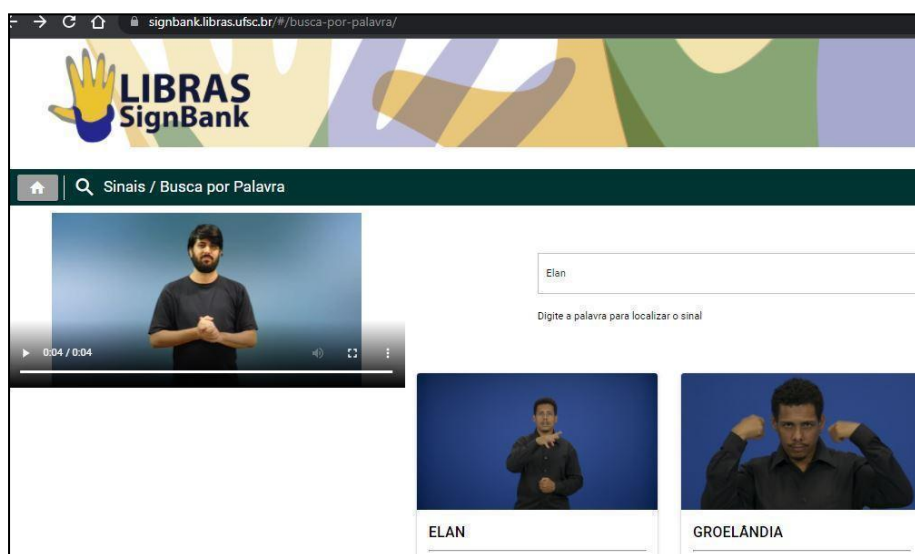 signbank.libras.ufsc.br/#/busca-por-palavra/
LIBRAS
SignBank
Sinais / Busca por Palavra
Elan
Digite a palavra para localizar o sinal
0:04 / 0:04
ELAN
GROELÂNDIA